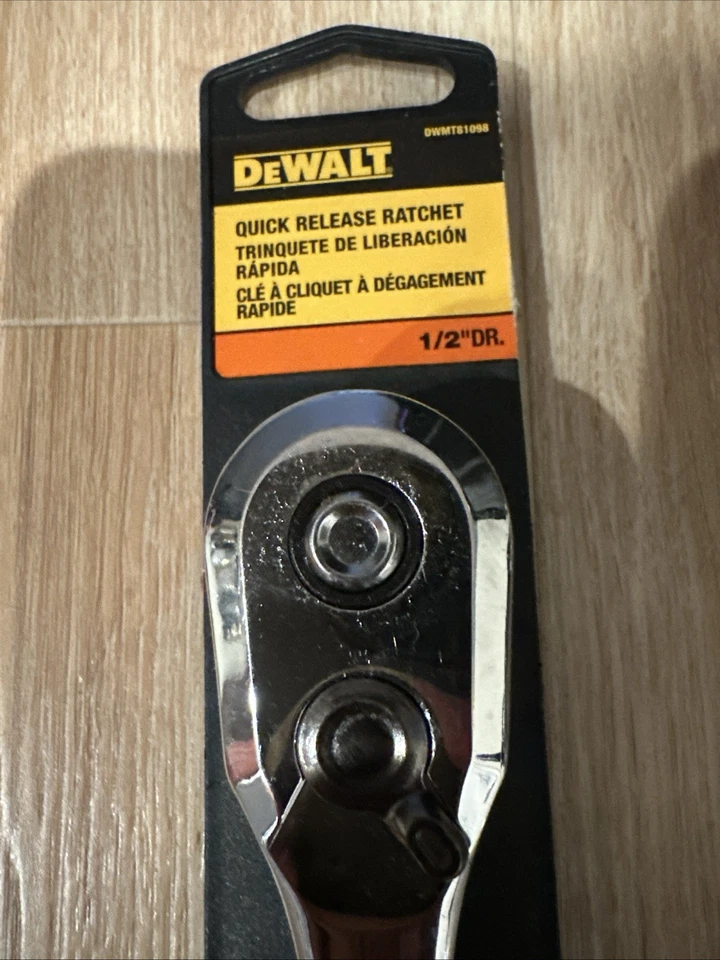 DWMT81098
DEWALT
QUICK RELEASE RATCHET
TRINQUETE DE LIBERACIÓN
RÁPIDA
CLÉ À CLIQUET À DÉGAGEMENT
RAPIDE
1/2"DR.